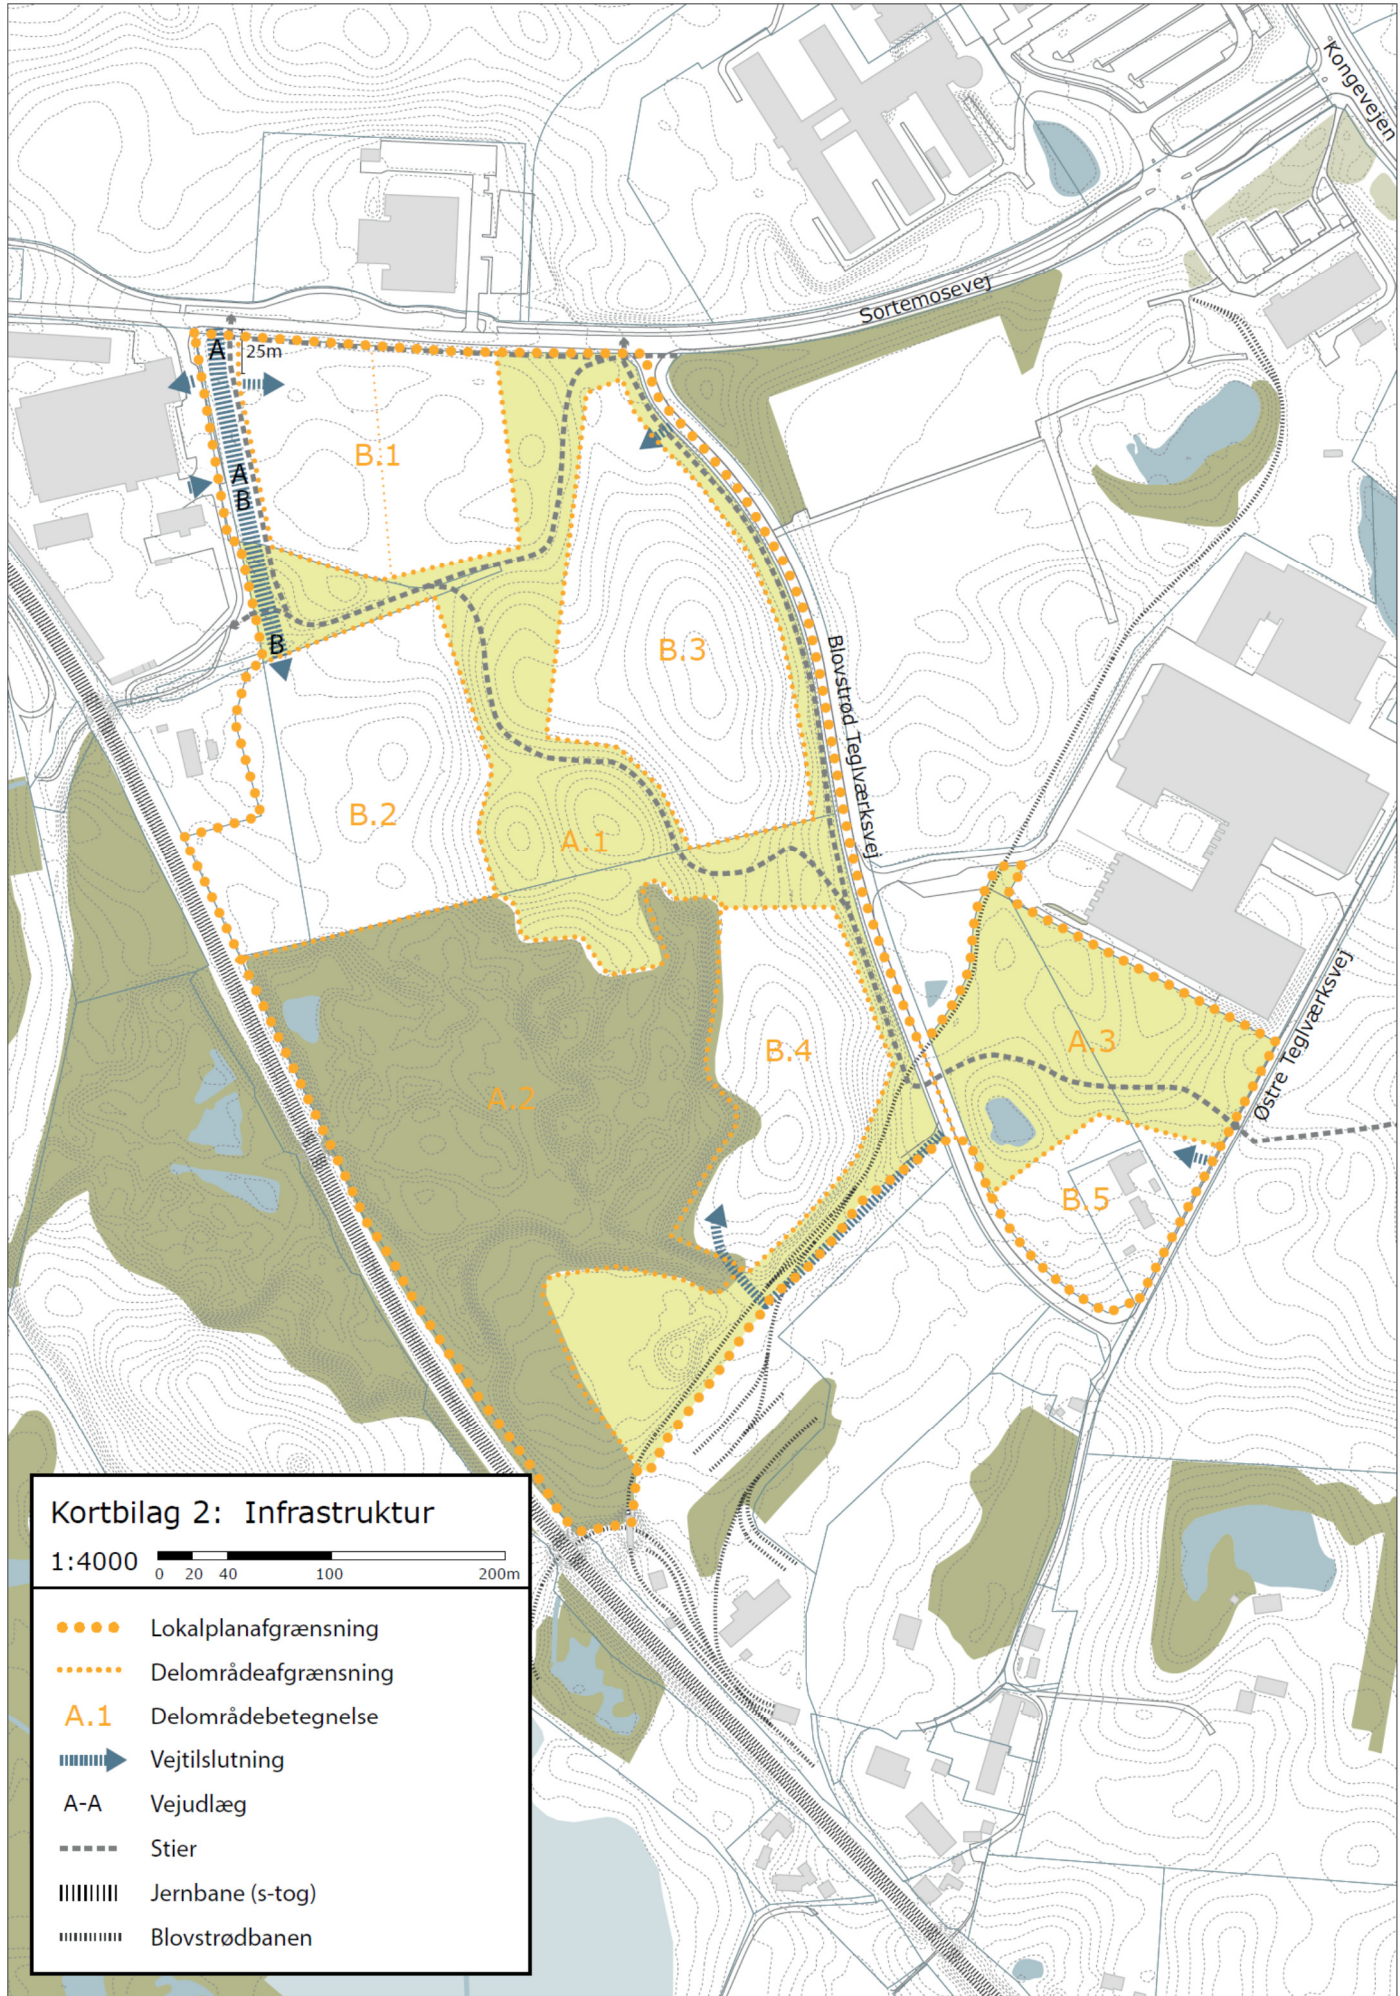 Kongevejen
Sortemosevej
A
25m
B.1
A
B
B
B.3
Blovstrød Teglværksvej
B.2
A.1
A.2
B.4
A.3
Østre Teglværksvej
B.5
Kortbilag 2: Infrastruktur
1:4000
0 20 40 100 200m
Lokalplanafgrænsning
Delområdeafgrænsning
A.1 Delområdebetegnelse
Vejtilslutning
A-A Vejudlæg
Stier
Jernbane (s-tog)
Blovstrødbanen